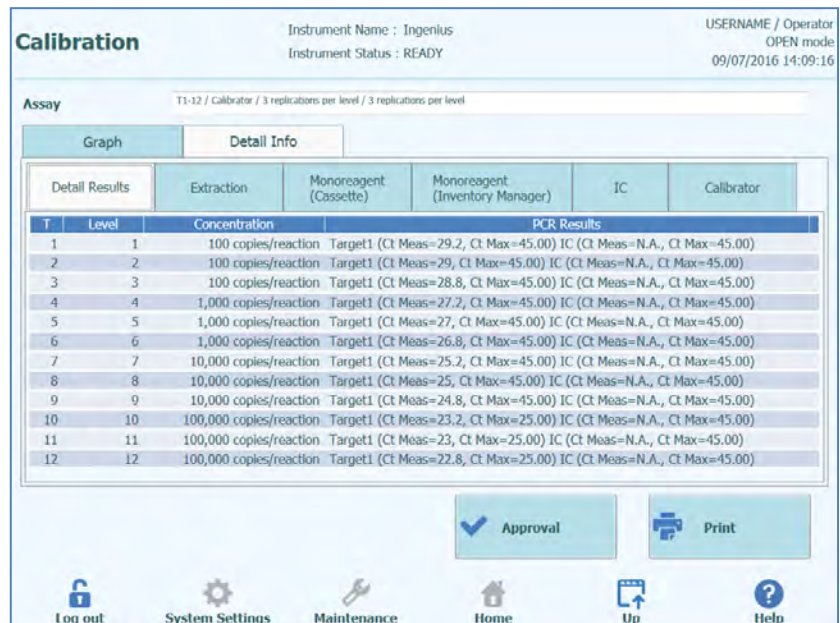 Calibration
Instrument Name : Ingenius
Instrument Status : READY
USERNAME / Operator
OPEN mode
09/07/2016 14:09:16
Assay
T1-12 / Calibrator / 3 replications per level / 3 replications per level
Graph Detail Info
Detail Results Extraction Monoreagent (Cassette) Monoreagent (Inventory Manager) IC Calibrator
T Level Concentration PCR Results
1 1 100 copies/reaction Target1 (Ct Meas=29.2, Ct Max=45.00) IC (Ct Meas=N.A., Ct Max=45.00)
2 2 100 copies/reaction Target1 (Ct Meas=29, Ct Max=45.00) IC (Ct Meas=N.A., Ct Max=45.00)
3 3 100 copies/reaction Target1 (Ct Meas=28.8, Ct Max=45.00) IC (Ct Meas=N.A., Ct Max=45.00)
4 4 1,000 copies/reaction Target1 (Ct Meas=27.2, Ct Max=45.00) IC (Ct Meas=N.A., Ct Max=45.00)
5 5 1,000 copies/reaction Target1 (Ct Meas=27, Ct Max=45.00) IC (Ct Meas=N.A., Ct Max=45.00)
6 6 1,000 copies/reaction Target1 (Ct Meas=26.8, Ct Max=45.00) IC (Ct Meas=N.A., Ct Max=45.00)
7 7 10,000 copies/reaction Target1 (Ct Meas=25.2, Ct Max=45.00) IC (Ct Meas=N.A., Ct Max=45.00)
8 8 10,000 copies/reaction Target1 (Ct Meas=25, Ct Max=45.00) IC (Ct Meas=N.A., Ct Max=45.00)
9 9 10,000 copies/reaction Target1 (Ct Meas=24.8, Ct Max=45.00) IC (Ct Meas=N.A., Ct Max=45.00)
10 10 100,000 copies/reaction Target1 (Ct Meas=23.2, Ct Max=25.00) IC (Ct Meas=N.A., Ct Max=45.00)
11 11 100,000 copies/reaction Target1 (Ct Meas=23, Ct Max=25.00) IC (Ct Meas=N.A., Ct Max=45.00)
12 12 100,000 copies/reaction Target1 (Ct Meas=22.8, Ct Max=25.00) IC (Ct Meas=N.A., Ct Max=45.00)
Approval Print
Log out System Settings Maintenance Home Up Help